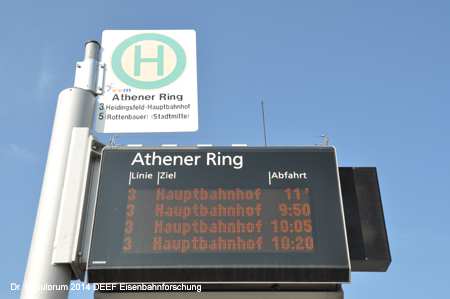 H
Athener Ring
3 Heidingsfeld-Hauptbahnhof
5 (Rottenbauer) (Stadtmitte)
Athener Ring
Linie Ziel Abfahrt
3 Hauptbahnhof 11'
3 Hauptbahnhof 9:50
3 Hauptbahnhof 10:05
3 Hauptbahnhof 10:20
2014 DEEF Eisenbahnforschung